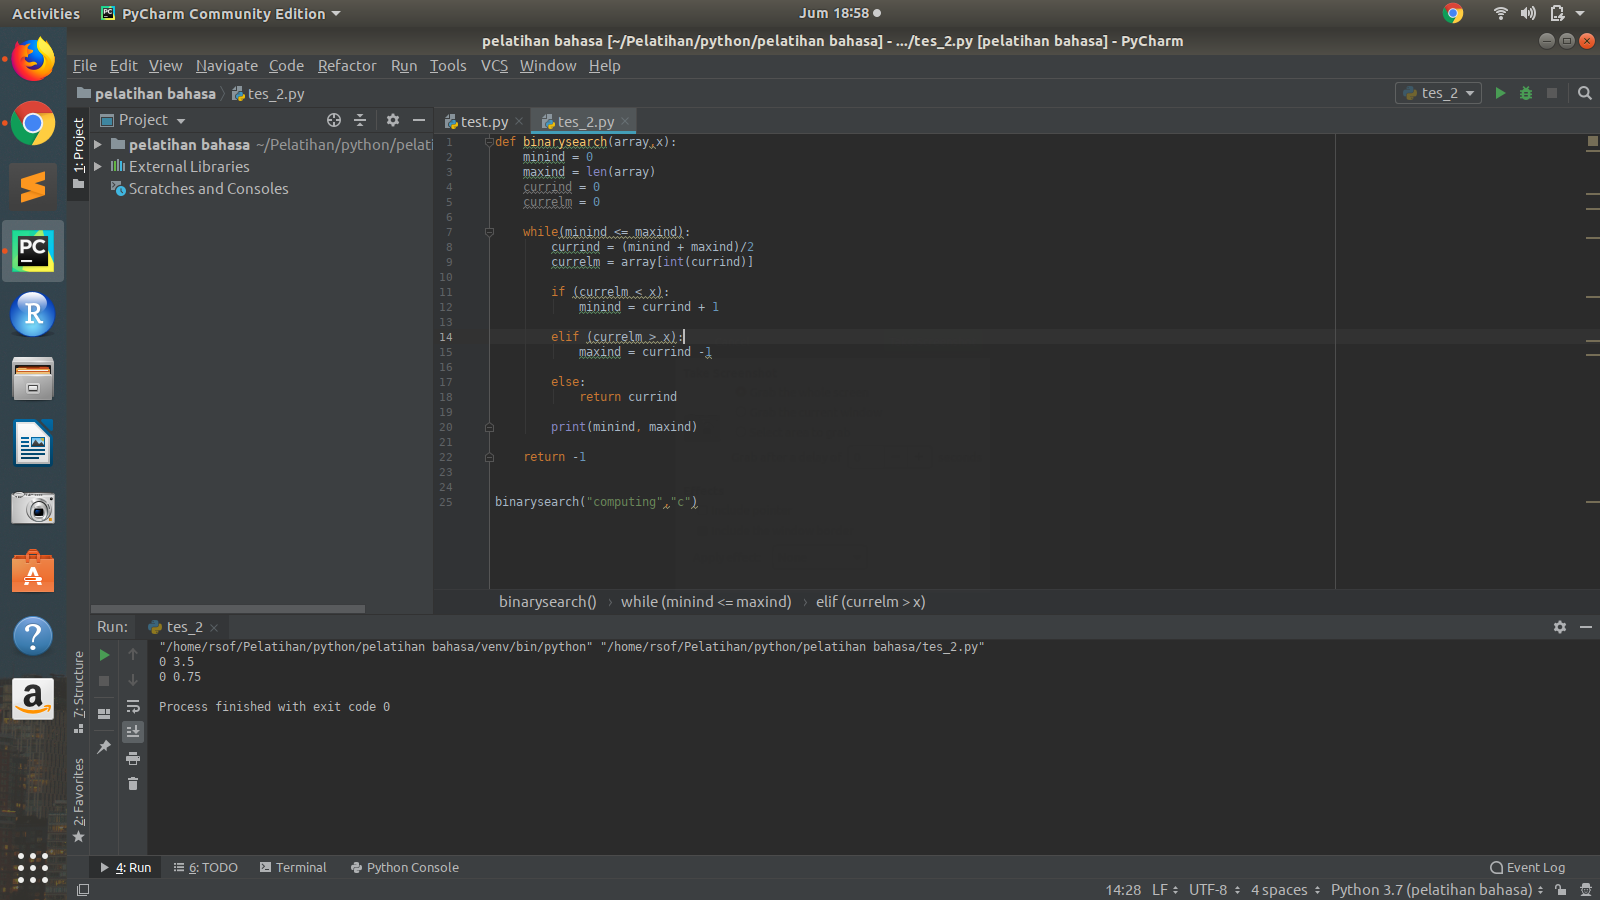 Activities PyCharm Community Edition Jum 18:58
pelatihan bahasa [~/Pelatihan/python/pelatihan bahasa] - .../tes_2.py [pelatihan bahasa] - PyCharm
File Edit View Navigate Code Refactor Run Tools VCS Window Help
pelatihan bahasa tes_2.py tes_2
Project test.py tes_2.py
1: Project
pelatihan bahasa ~/Pelatihan/python/pelati
External Libraries
Scratches and Consoles
1 def binarysearch(array,x):
2 minind = 0
3 maxind = len(array)
4 currind = 0
5 currelm = 0
6
7 while(minind <= maxind):
8 currind = (minind + maxind)/2
9 currelm = array[int(currind)]
10
11 if (currelm < x):
12 minind = currind + 1
13
14 elif (currelm > x):
15 maxind = currind -1
16
17 else:
18 return currind
19
20 print(minind, maxind)
21
22 return -1
23
24
25 binarysearch("computing","c")
binarysearch() › while (minind <= maxind) › elif (currelm > x)
Run: tes_2
"/home/rsof/Pelatihan/python/pelatihan bahasa/venv/bin/python" "/home/rsof/Pelatihan/python/pelatihan bahasa/tes_2.py"
0 3.5
0 0.75
Process finished with exit code 0
7: Structure
2: Favorites
4: Run 6: TODO Terminal Python Console Event Log
14:28 LF UTF-8 4 spaces Python 3.7 (pelatihan bahasa)
PC
R
A
?
a